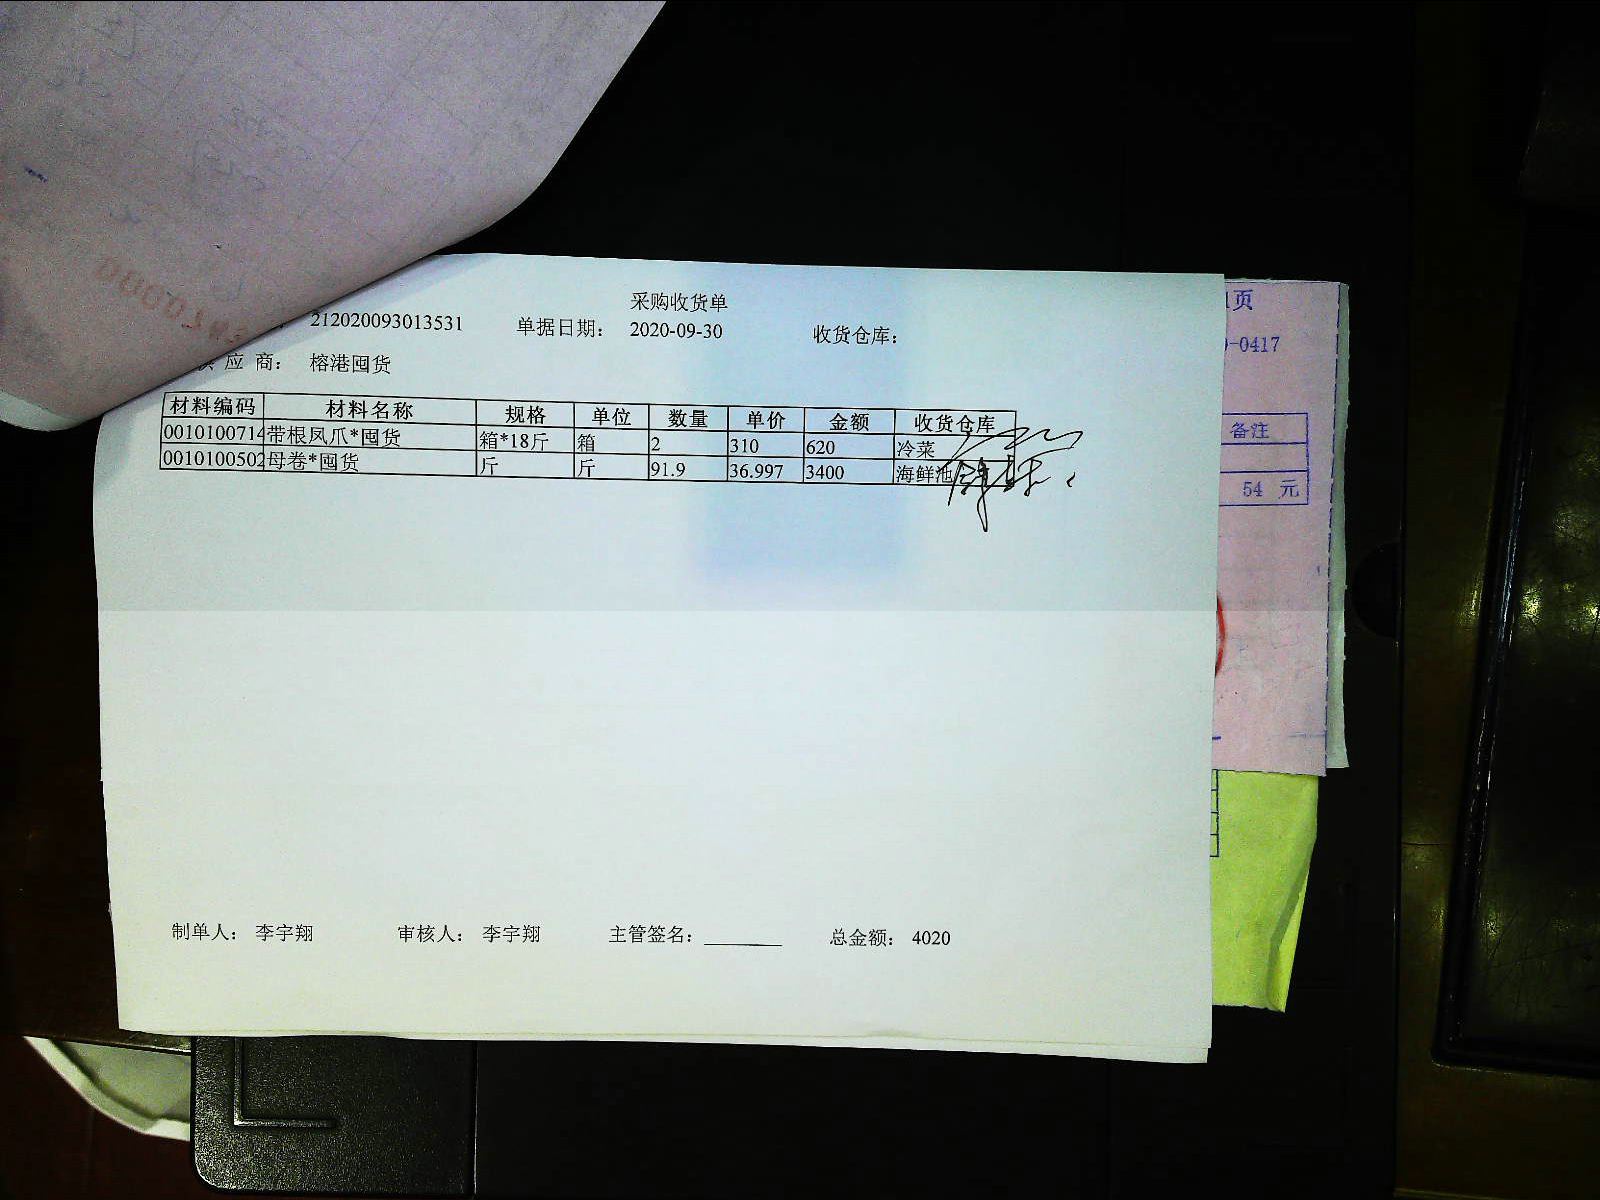 采购收货单
212020093013531 单据日期： 2020-09-30 收货仓库：
应 商： 榕港囤货
材料编码 材料名称 规格 单位 数量 单价 金额 收货仓库
0010100714 带根凤爪*囤货 箱*18斤 箱 2 310 620 冷菜
0010100502 母卷*囤货 斤 斤 91.9 36.997 3400 海鲜池
制单人： 李宇翔 审核人： 李宇翔 主管签名： 总金额： 4020
页
-0417
备注
54 元